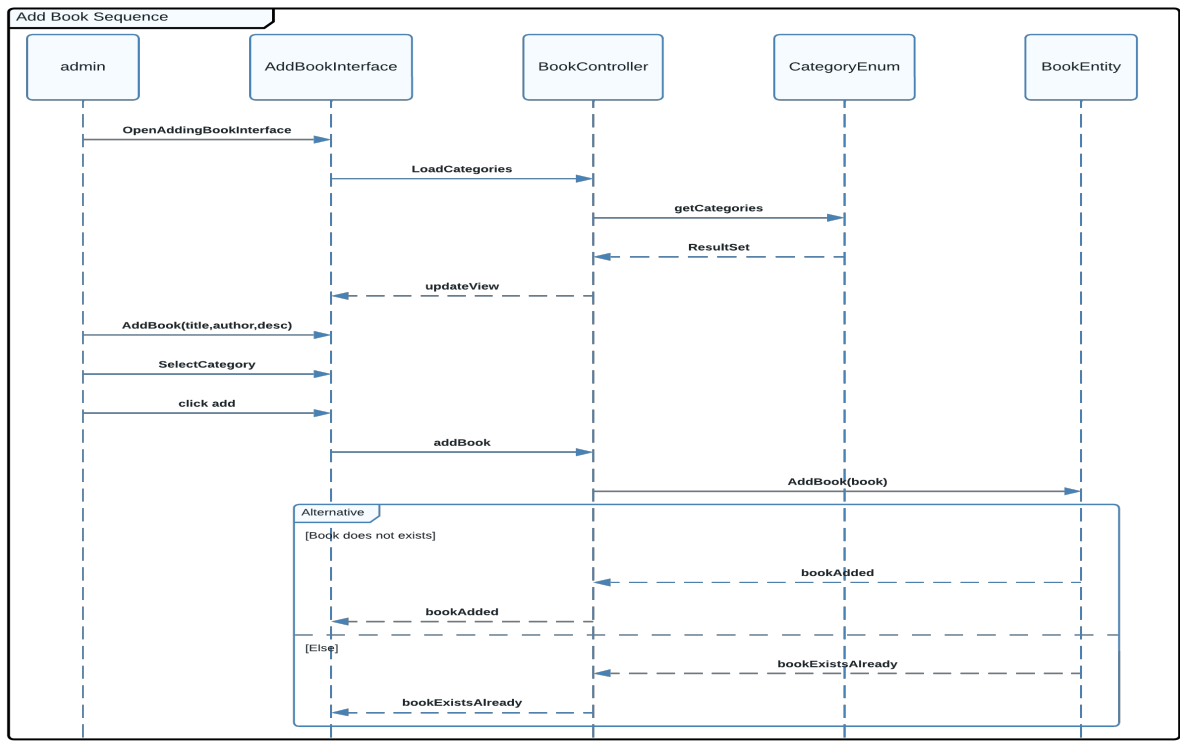 Add Book Sequence
admin
AddBookInterface
BookController
CategoryEnum
BookEntity
OpenAddingBookInterface
LoadCategories
getCategories
ResultSet
updateView
AddBook(title,author,desc)
SelectCategory
click add
addBook
AddBook(book)
Alternative
[Book does not exists]
bookAdded
bookAdded
[Else]
bookExistsAlready
bookExistsAlready